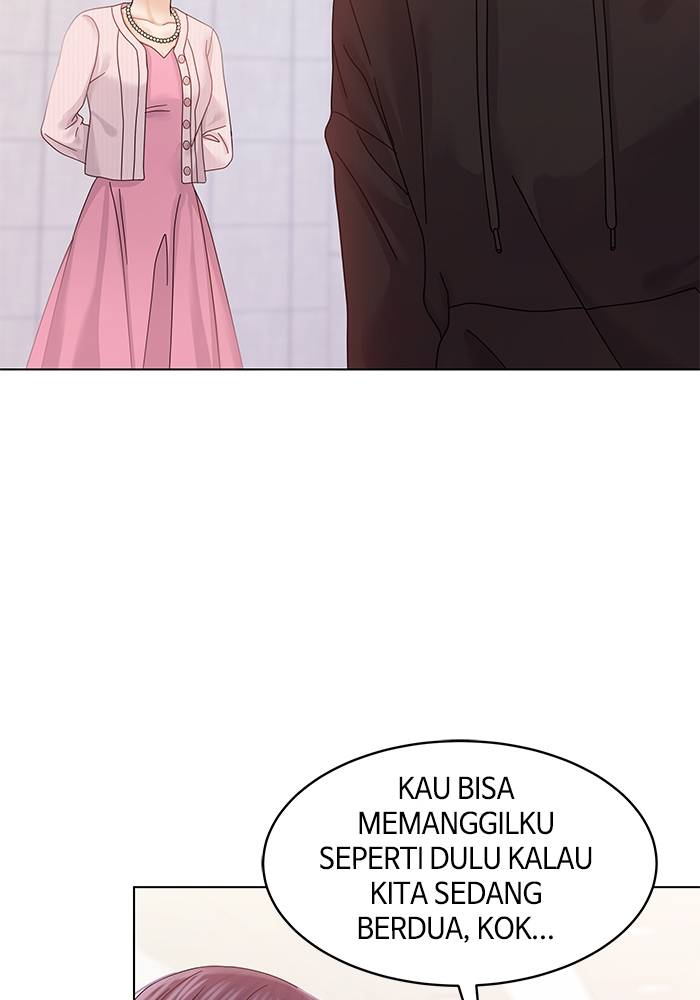 KAU BISA
MEMANGGILKU
SEPERTI DULU KALAU
KITA SEDANG
BERDUA, KOK...